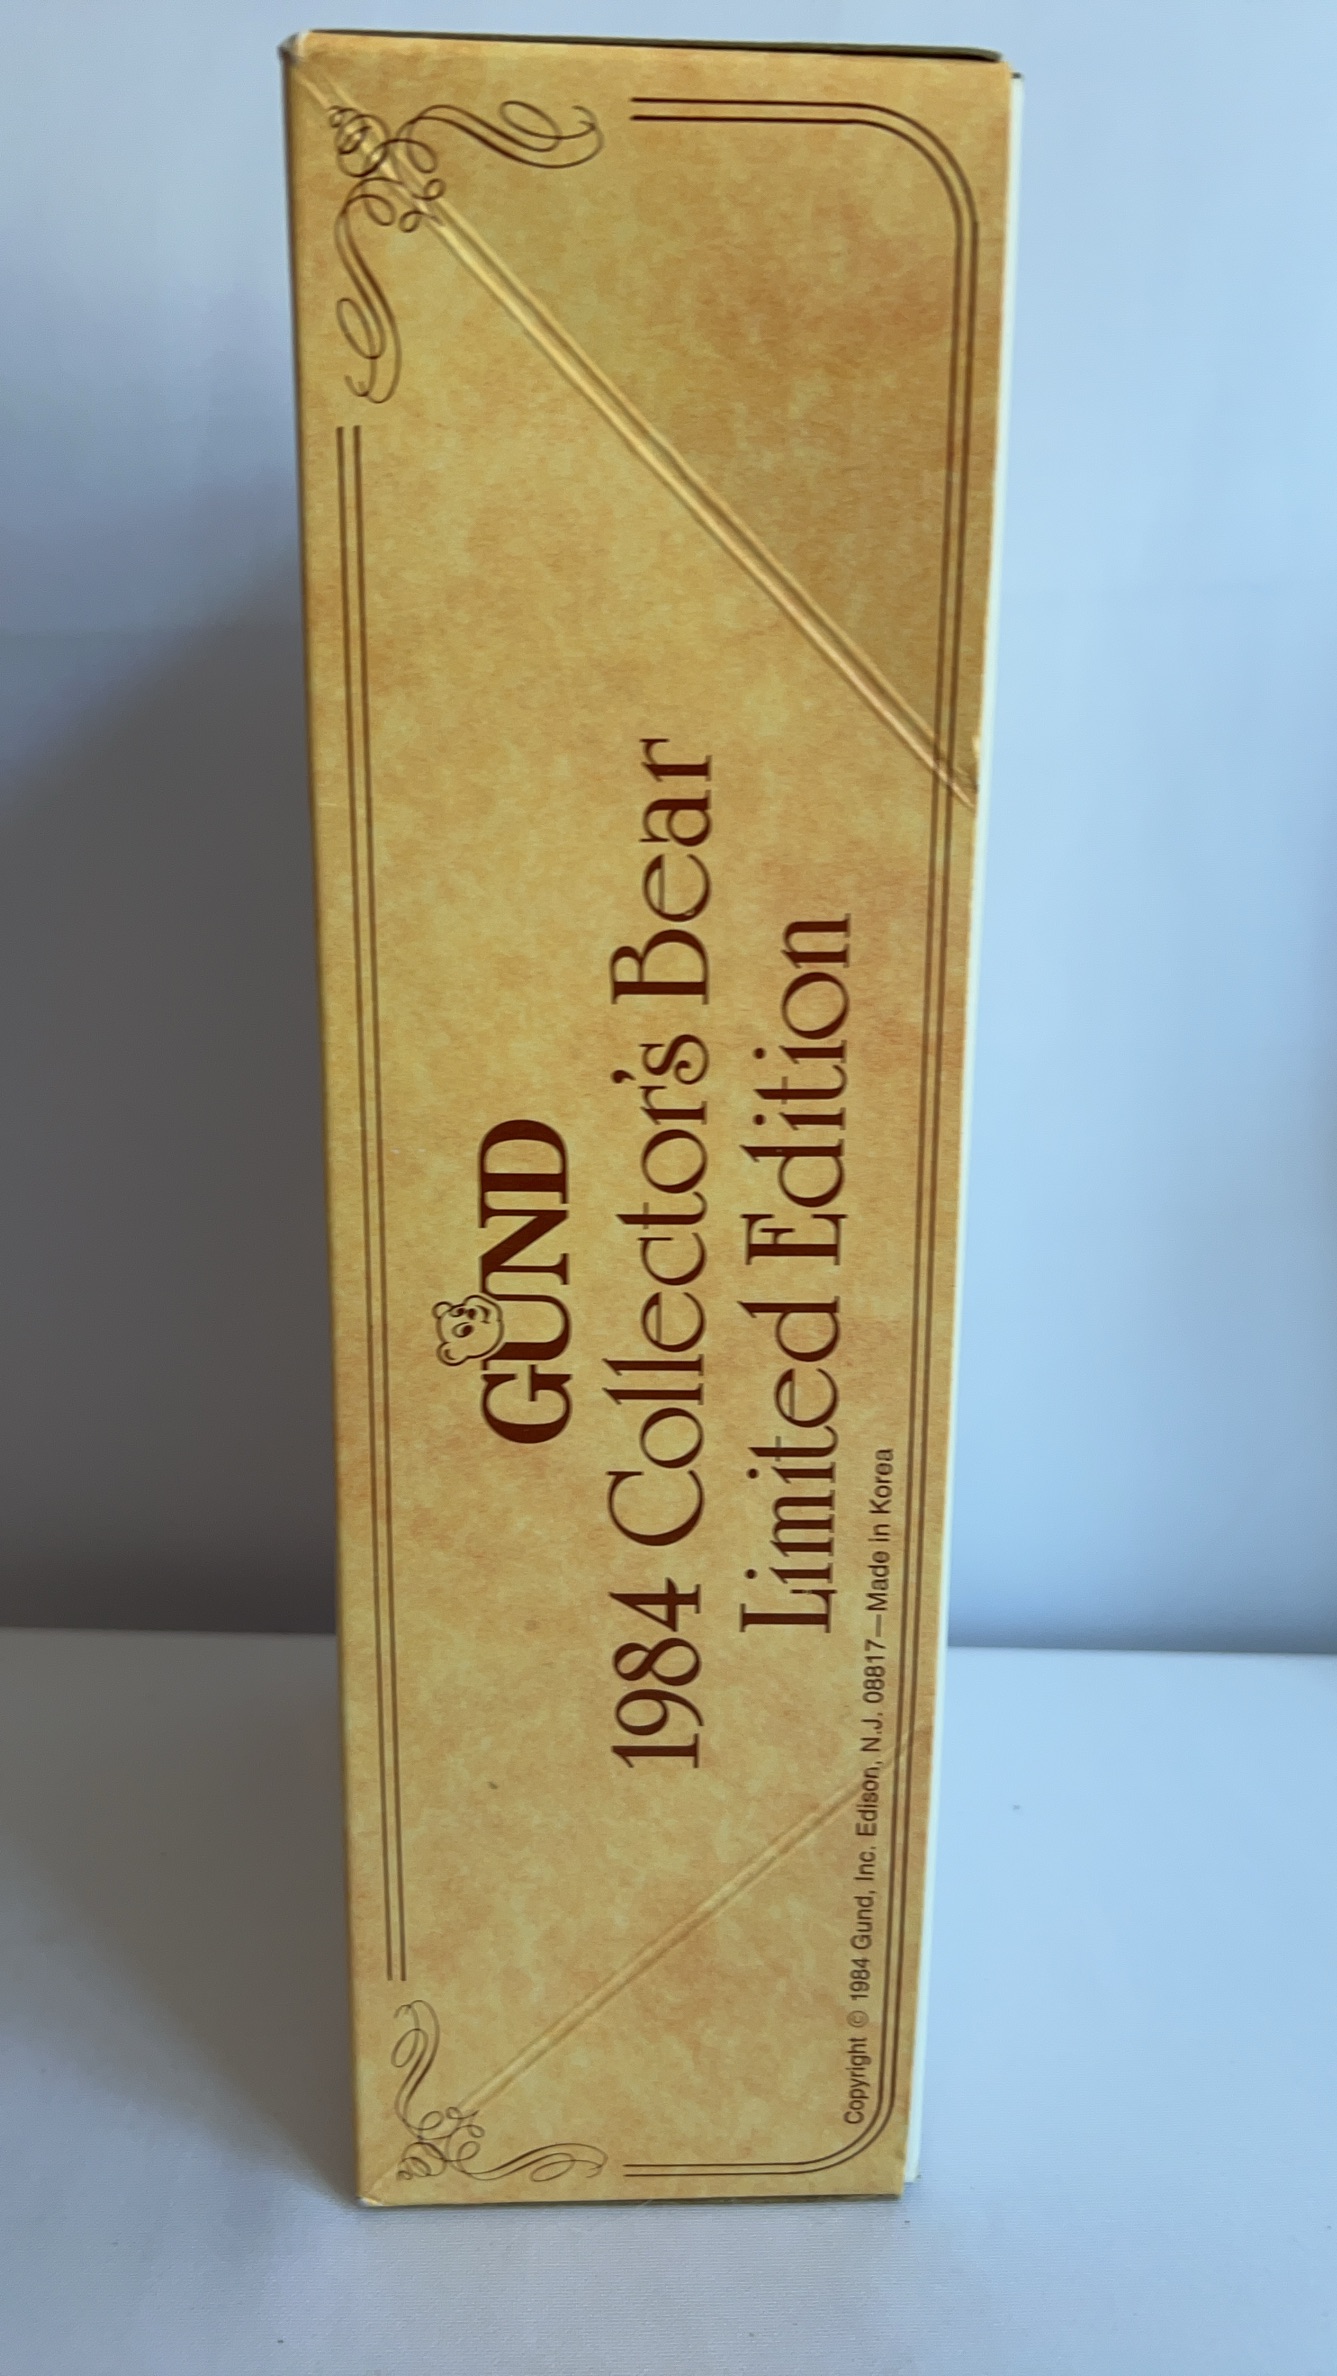 GUND
1984 Collector's Bear
Limited Edition
Copyright © 1984 Gund, Inc. Edison, N.J. 08817—Made in Korea